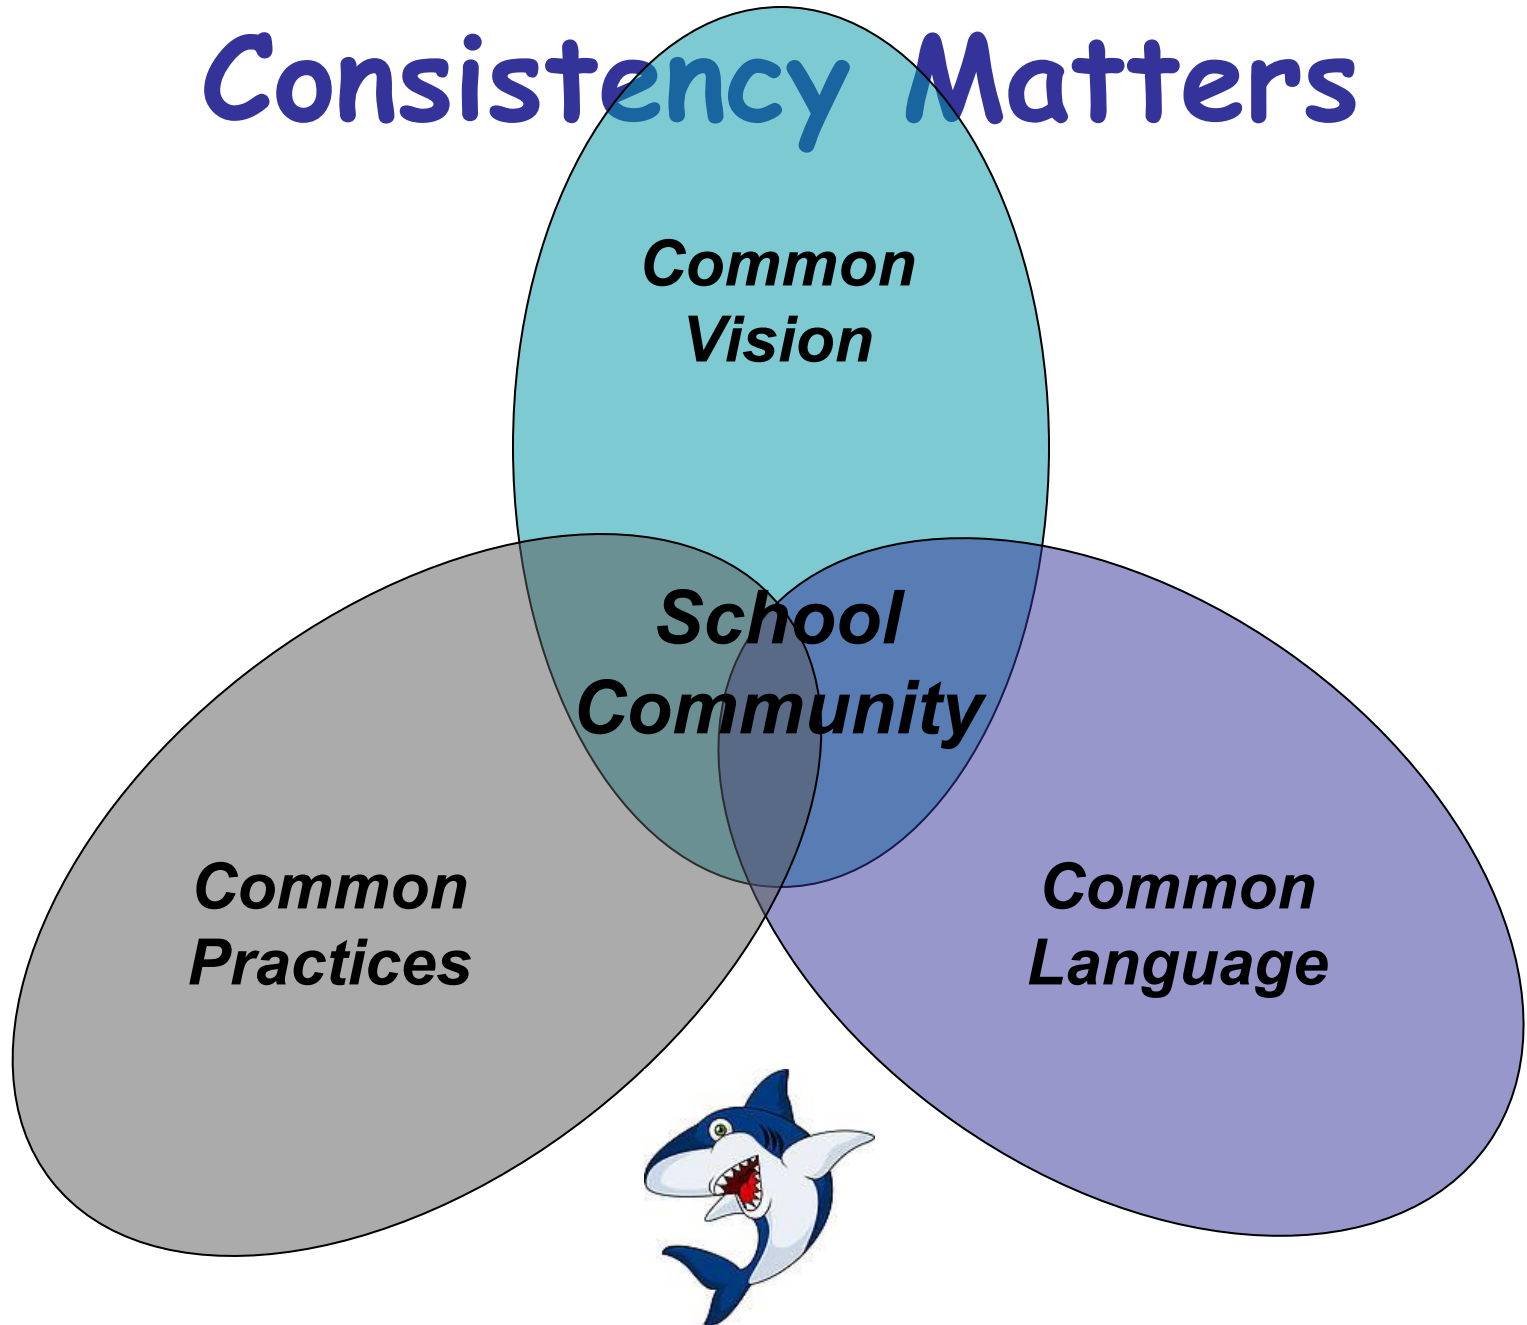 Consistency Matters
Common
Vision
School
Community
Common
Practices
Common
Language